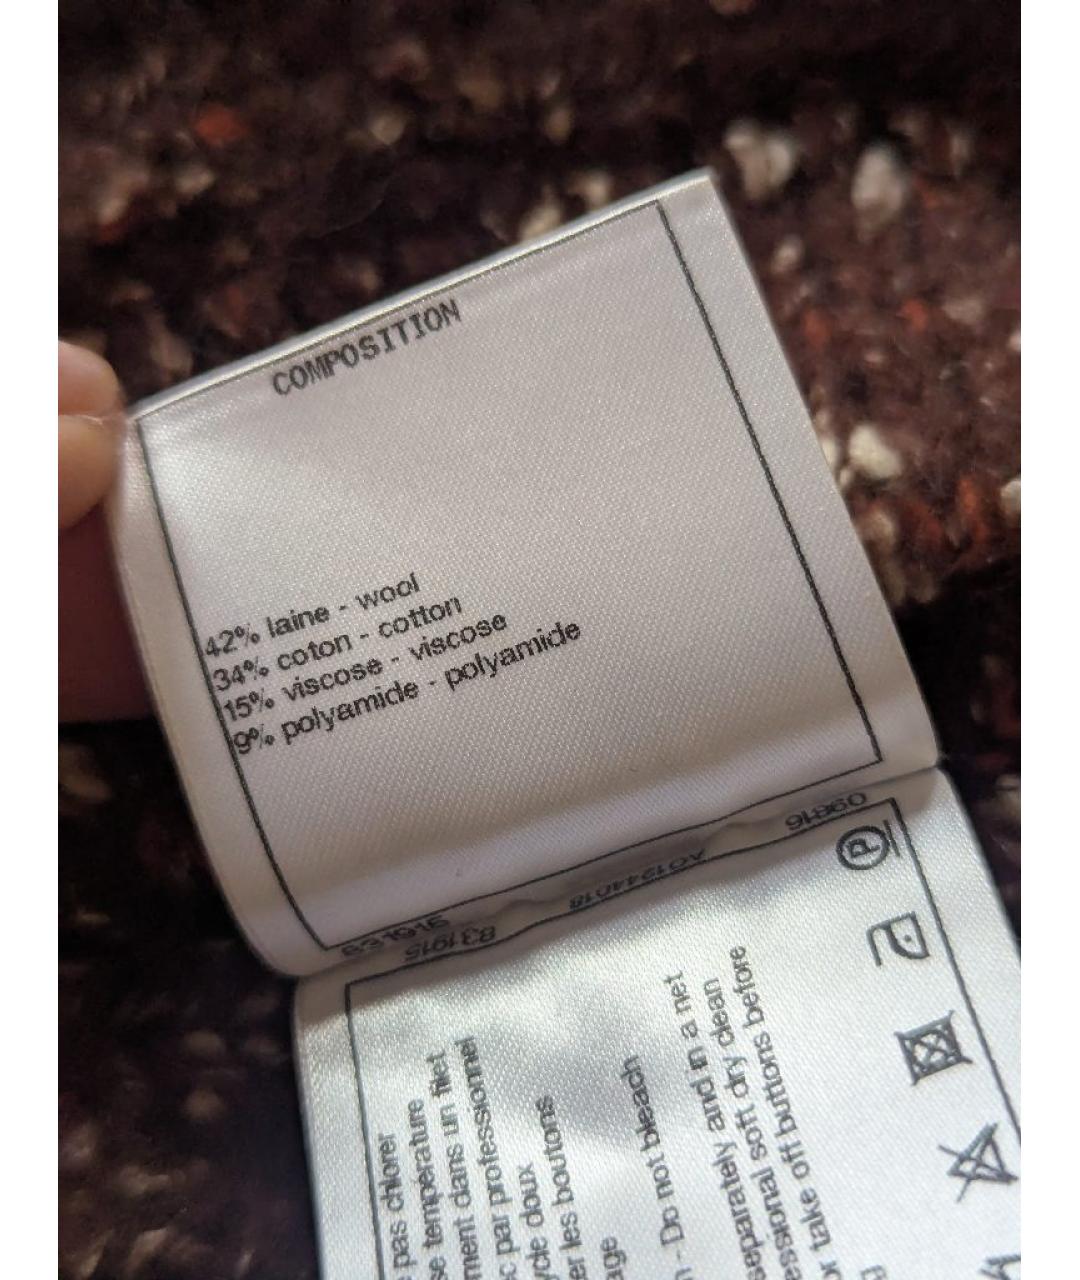 COMPOSITION
42% laine - wool
34% coton - cotton
15% viscose - viscose
9% polyamide - polyamide
831915
831915
A01244018
09616
P
pas chlorer
température
dans un filet
par professionnel
doux
les boutons
- Do not bleach
separately and in a net
soft dry clean
take off buttons before